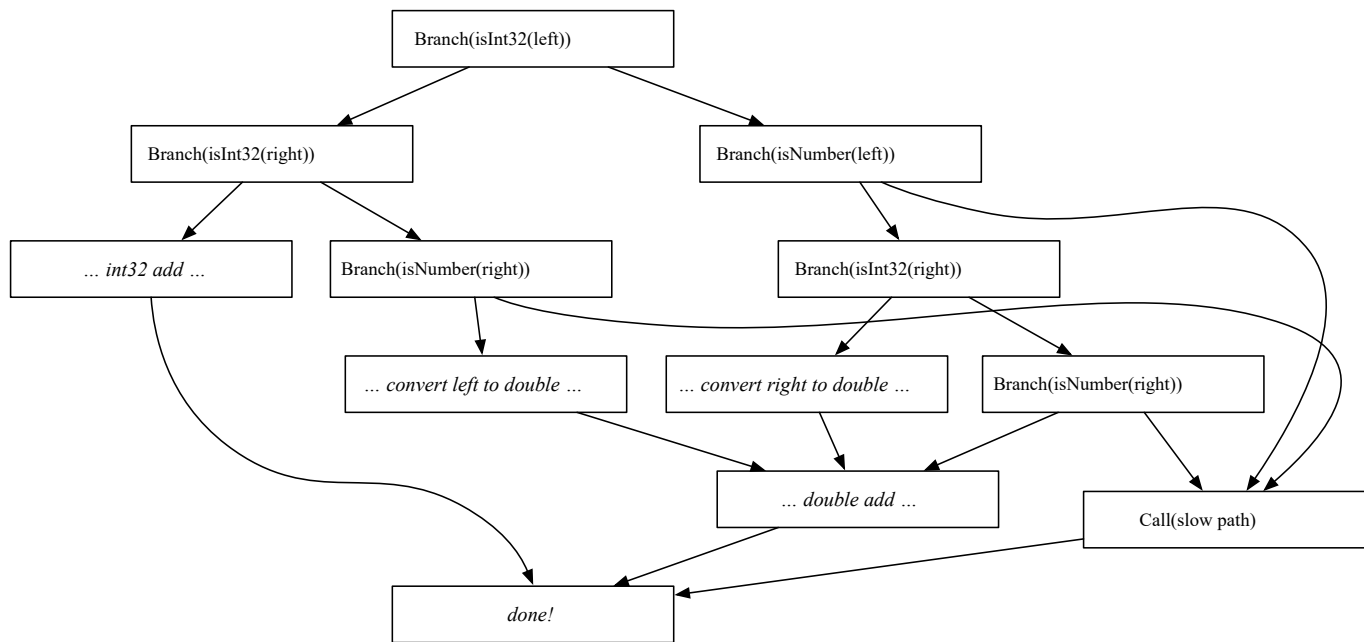 Branch(isInt32(left))
Branch(isInt32(right))
Branch(isNumber(left))
... int32 add ...
Branch(isNumber(right))
Branch(isInt32(right))
... convert left to double ...
... convert right to double ...
Branch(isNumber(right))
... double add ...
Call(slow path)
done!